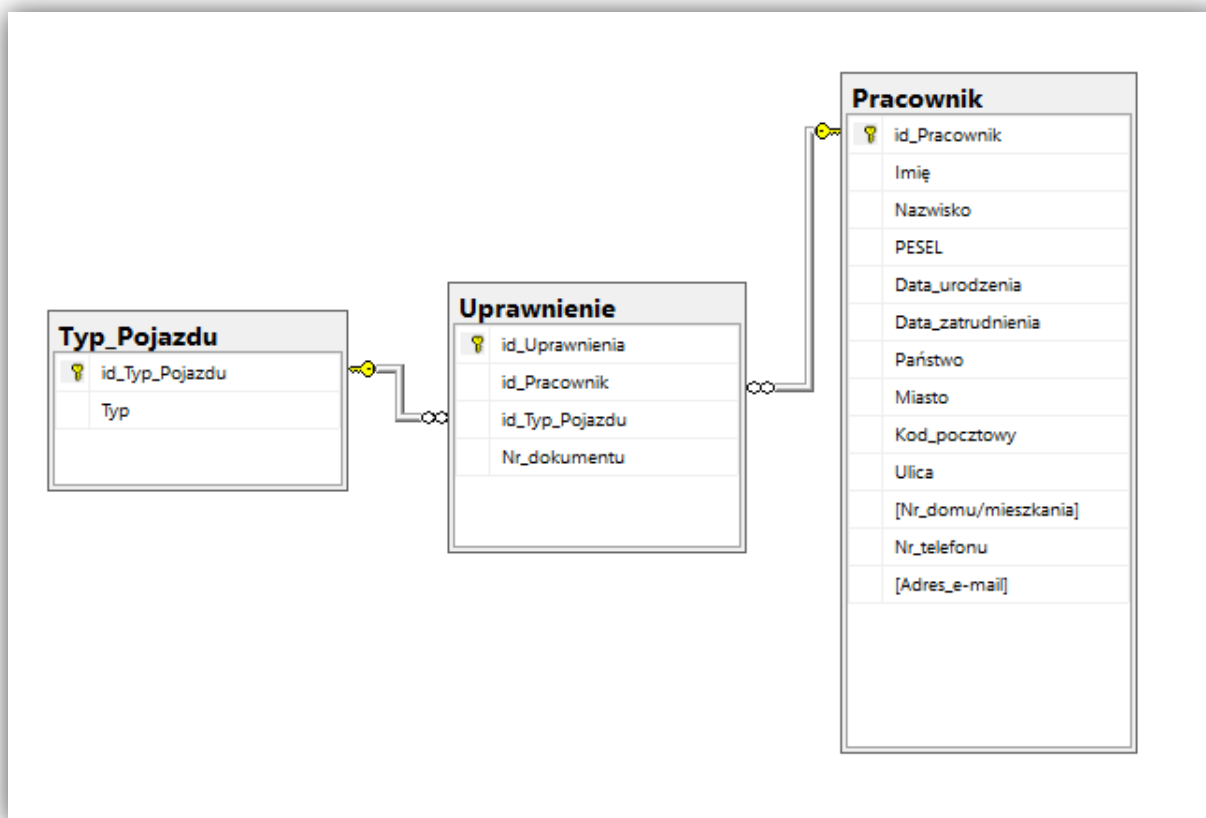 Typ_Pojazdu
id_Typ_Pojazdu
Typ
Uprawnienie
id_Uprawnienia
id_Pracownik
id_Typ_Pojazdu
Nr_dokumentu
Pracownik
id_Pracownik
Imię
Nazwisko
PESEL
Data_urodzenia
Data_zatrudnienia
Państwo
Miasto
Kod_pocztowy
Ulica
[Nr_domu/mieszkania]
Nr_telefonu
[Adres_e-mail]